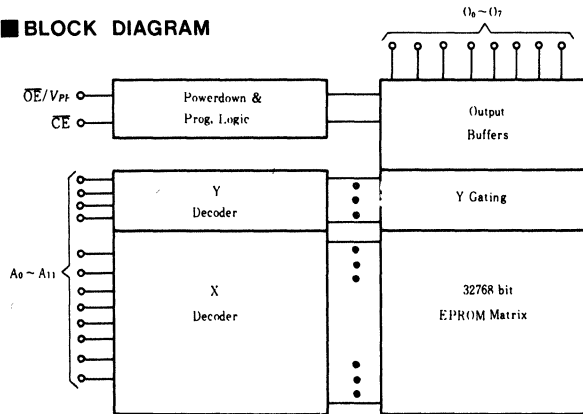 ■ BLOCK DIAGRAM
O₀ ~ O₇
OE/VPP
CE
Powerdown &
Prog. Logic
Output
Buffers
Y
Decoder
Y Gating
A₀ ~ A₁₁
X
Decoder
32768 bit
EPROM Matrix